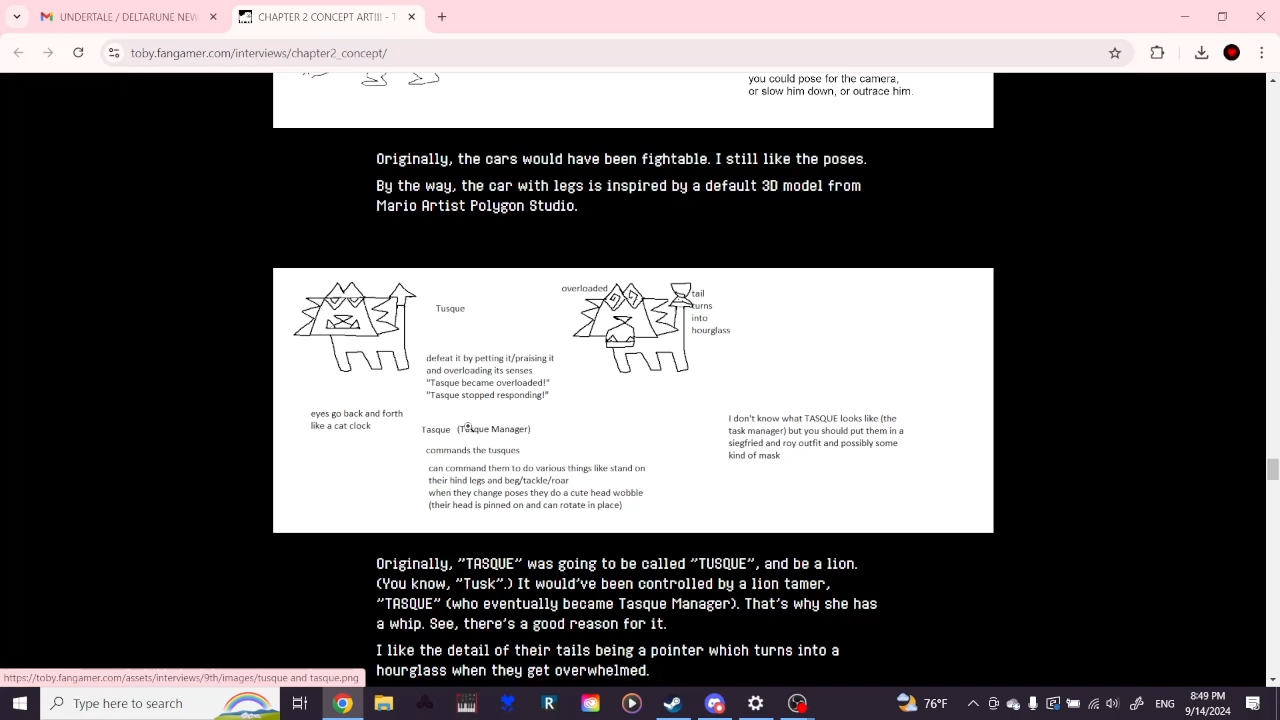 UNDERTALE / DELTARUNE NEW
CHAPTER 2 CONCEPT ART!!! - T
toby.fangamer.com/interviews/chapter2_concept/
you could pose for the camera,
or slow him down, or outrace him.
Originally, the cars would have been fightable. I still like the poses.
By the way, the car with legs is inspired by a default 3D model from
Mario Artist Polygon Studio.
overloaded
tail
turns
into
hourglass
Tusque
defeat it by petting it/praising it
and overloading its senses
"Tasque became overloaded!"
"Tasque stopped responding!"
eyes go back and forth
like a cat clock
Tasque (Tasque Manager)
commands the tusques
can command them to do various things like stand on
their hind legs and beg/tackle/roar
when they change poses they do a cute head wobble
(their head is pinned on and can rotate in place)
I don't know what TASQUE looks like (the
task manager) but you should put them in a
siegfried and roy outfit and possibly some
kind of mask
Originally, "TASQUE" was going to be called "TUSQUE", and be a lion.
(You know, "Tusk".) It would've been controlled by a lion tamer,
"TASQUE" (who eventually became Tasque Manager). That's why she has
a whip. See, there's a good reason for it.
I like the detail of their tails being a pointer which turns into a
hourglass when they get overwhelmed.
https://toby.fangamer.com/assets/interviews/9th/images/tusque and tasque.png
Type here to search
76°F
ENG
8:49 PM
9/14/2024